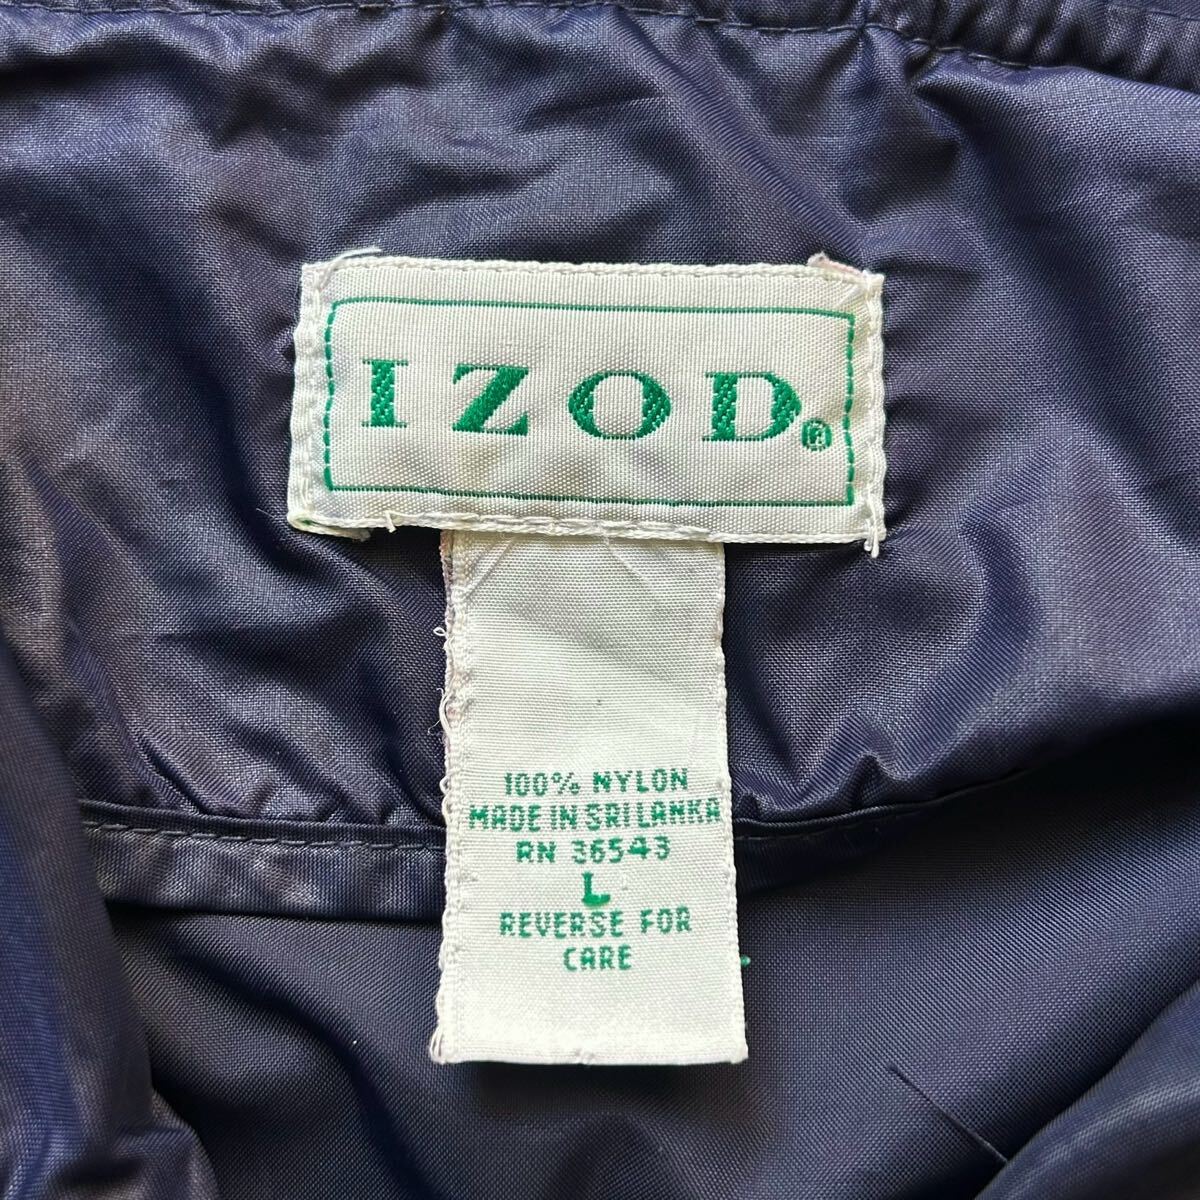 IZOD®
100% NYLON
MADE IN SRI LANKA
RN 36543
L
REVERSE FOR
CARE